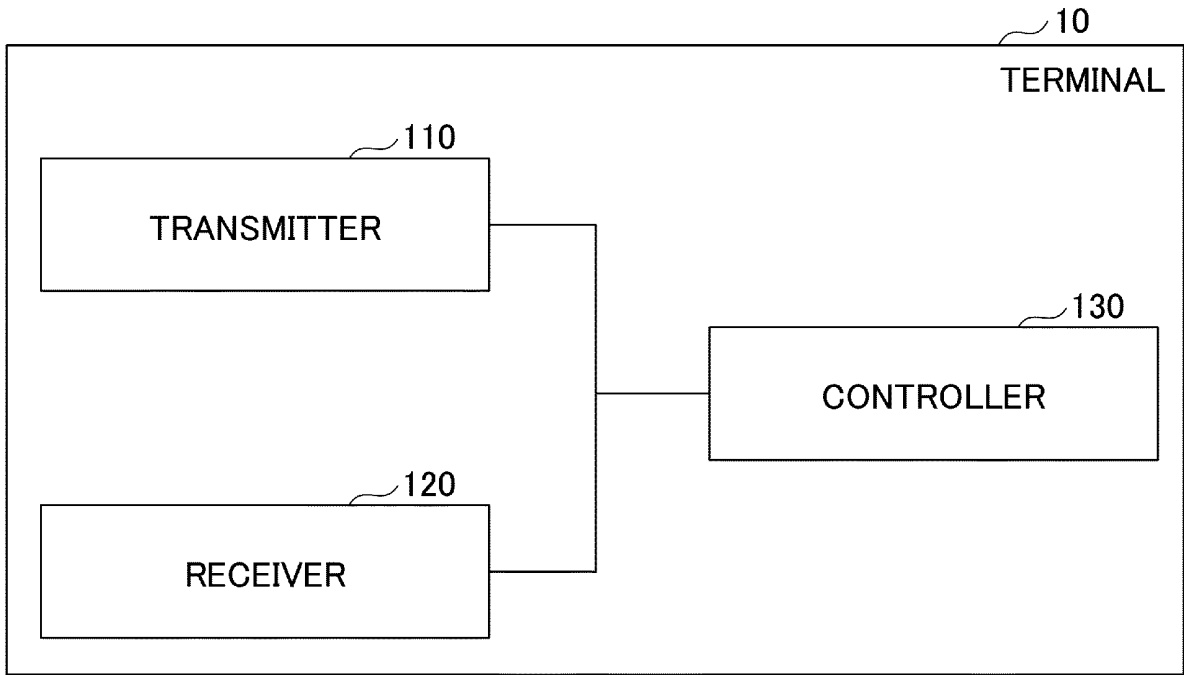 10
TERMINAL
110
TRANSMITTER
130
CONTROLLER
120
RECEIVER